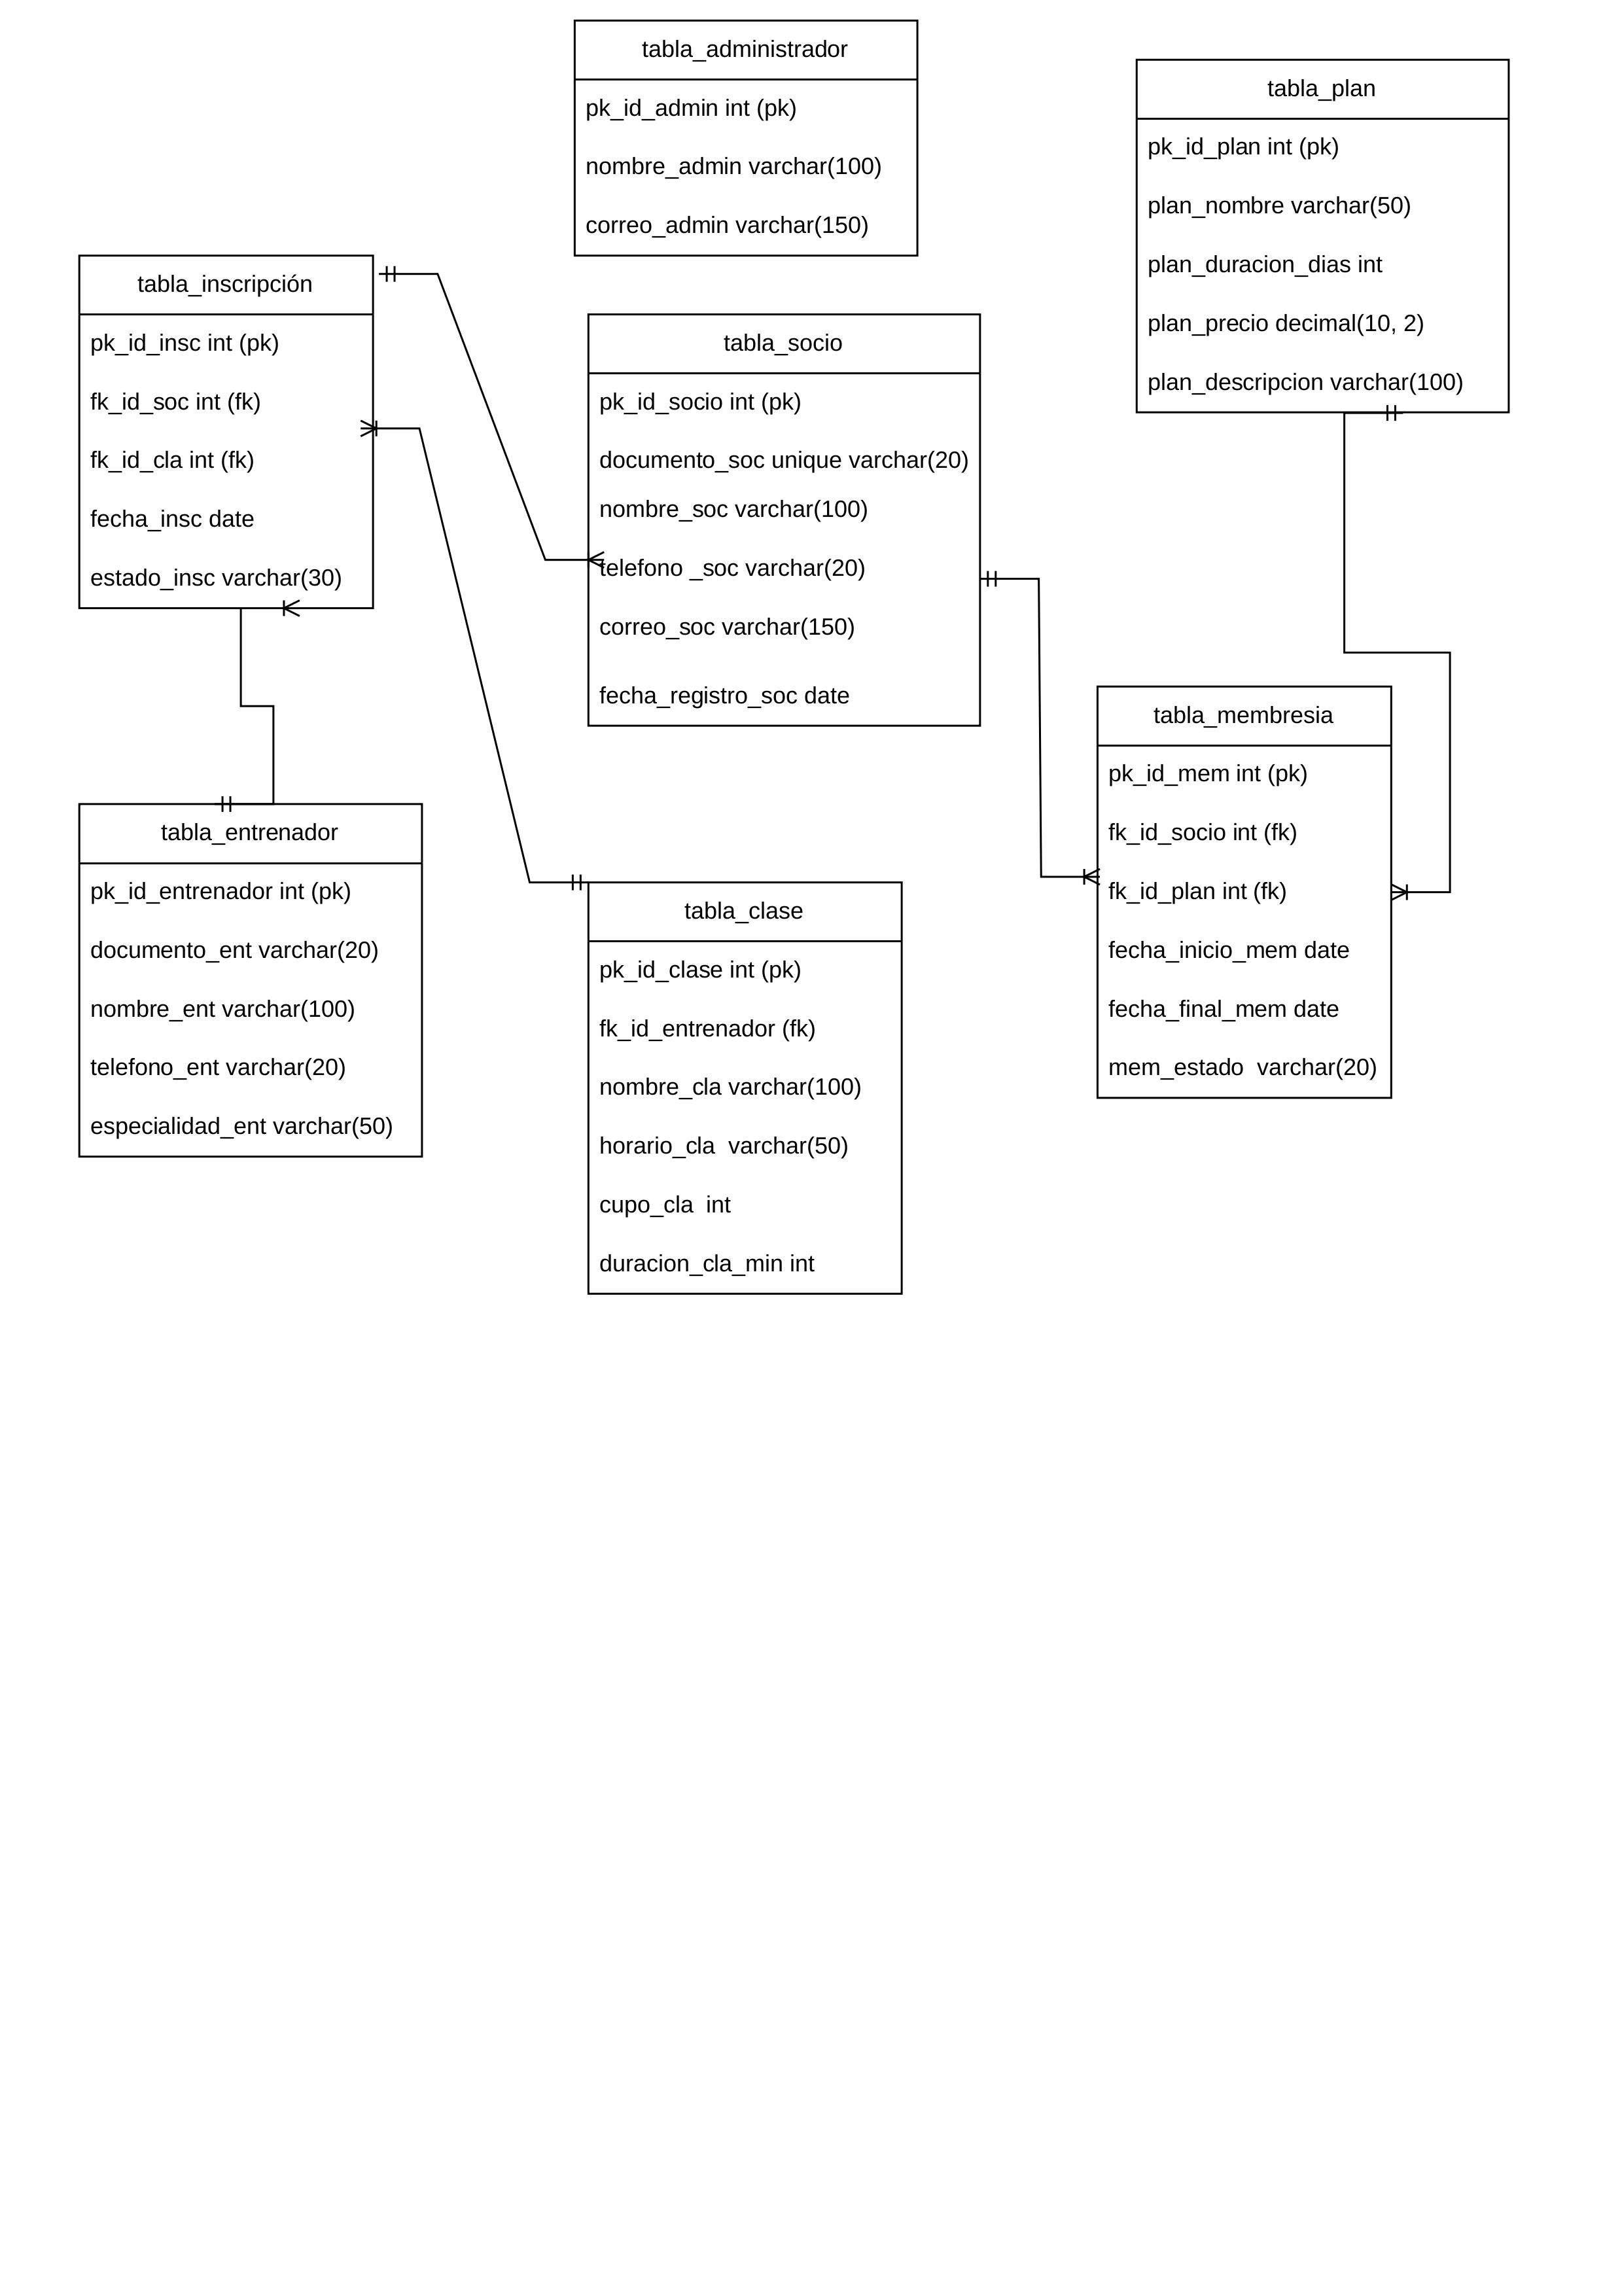 tabla_administrador
pk_id_admin int (pk)
nombre_admin varchar(100)
correo_admin varchar(150)
tabla_plan
pk_id_plan int (pk)
plan_nombre varchar(50)
plan_duracion_dias int
plan_precio decimal(10, 2)
plan_descripcion varchar(100)
tabla_inscripción
pk_id_insc int (pk)
fk_id_soc int (fk)
fk_id_cla int (fk)
fecha_insc date
estado_insc varchar(30)
tabla_socio
pk_id_socio int (pk)
documento_soc unique varchar(20)
nombre_soc varchar(100)
telefono _soc varchar(20)
correo_soc varchar(150)
fecha_registro_soc date
tabla_membresia
pk_id_mem int (pk)
fk_id_socio int (fk)
fk_id_plan int (fk)
fecha_inicio_mem date
fecha_final_mem date
mem_estado  varchar(20)
tabla_entrenador
pk_id_entrenador int (pk)
documento_ent varchar(20)
nombre_ent varchar(100)
telefono_ent varchar(20)
especialidad_ent varchar(50)
tabla_clase
pk_id_clase int (pk)
fk_id_entrenador (fk)
nombre_cla varchar(100)
horario_cla  varchar(50)
cupo_cla  int
duracion_cla_min int